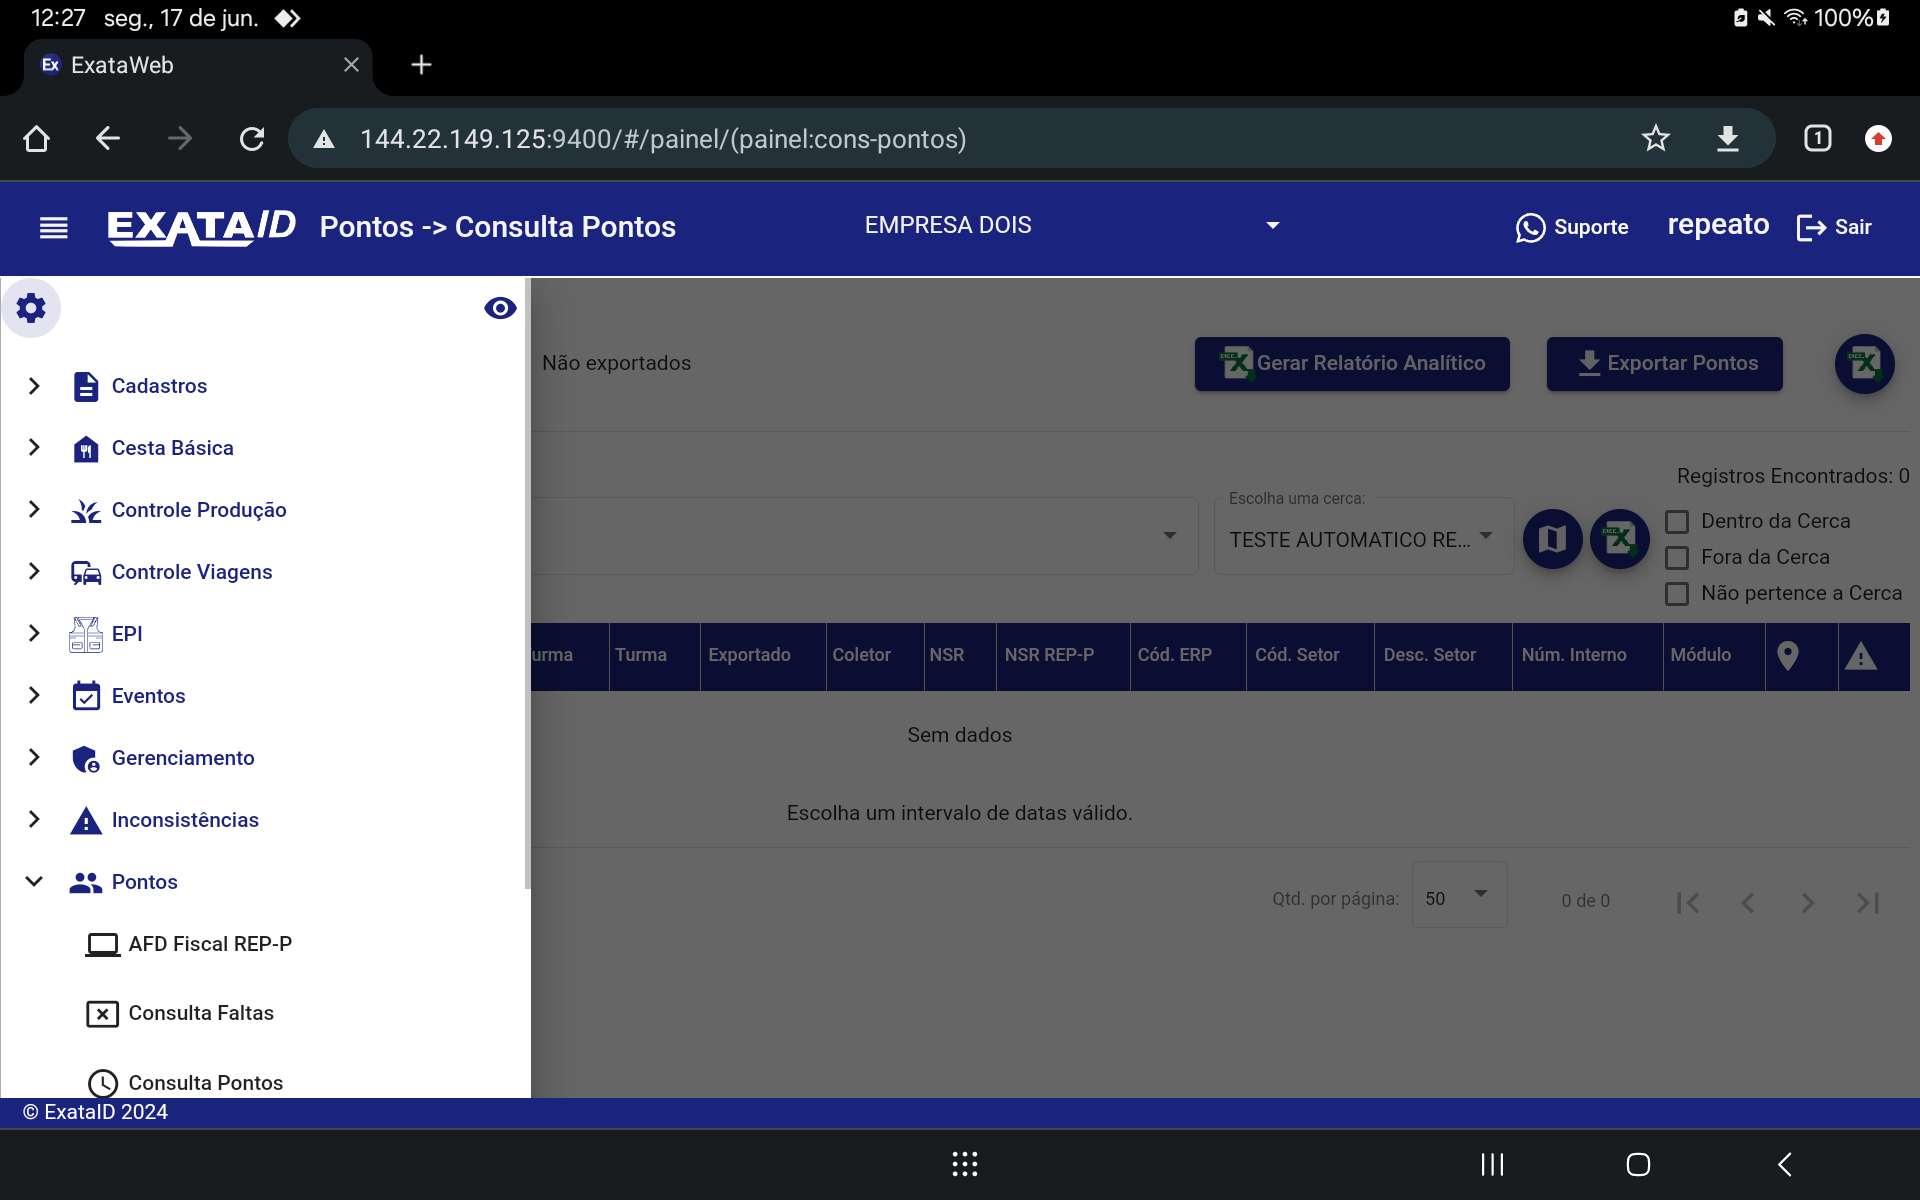 12:27 seg., 17 de jun. 100%
Ex ExataWeb
144.22.149.125:9400/#/painel/(painel:cons-pontos) 1
EXATAID Pontos -> Consulta Pontos EMPRESA DOIS Suporte repeato Sair
Não exportados Gerar Relatório Analítico Exportar Pontos
Cadastros
Cesta Básica
Controle Produção
Controle Viagens
EPI
Eventos
Gerenciamento
Inconsistências
Pontos
AFD Fiscal REP-P
Consulta Faltas
Consulta Pontos
Registros Encontrados: 0
Escolha uma cerca:
TESTE AUTOMATICO RE...
Dentro da Cerca
Fora da Cerca
Não pertence a Cerca
urma Turma Exportado Coletor NSR NSR REP-P Cód. ERP Cód. Setor Desc. Setor Núm. Interno Módulo
Sem dados
Escolha um intervalo de datas válido.
Qtd. por página: 50 0 de 0
© ExataID 2024